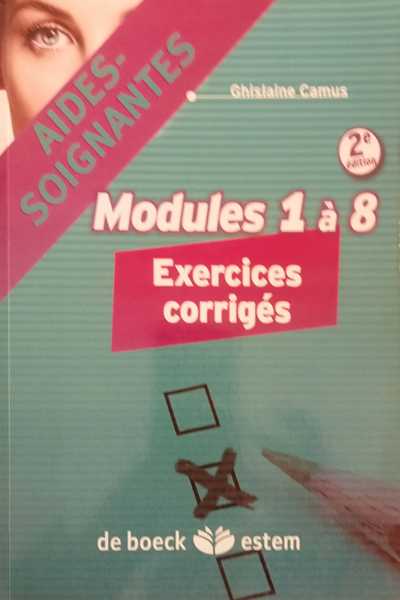 AIDES-
SOIGNANTES
Ghislaine Camus
2e
édition
Modules 1 à 8
Exercices
corrigés
de boeck estem